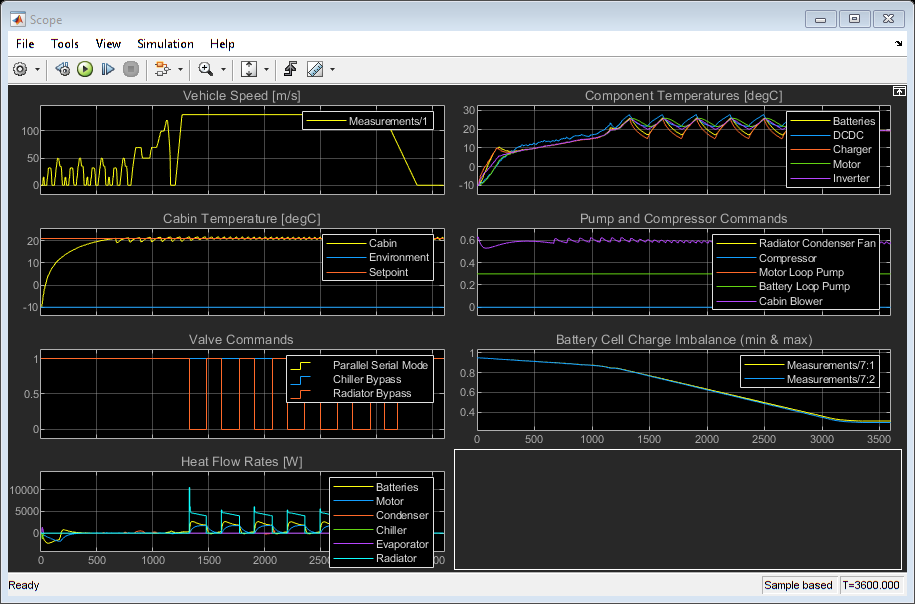 Scope
File Tools View Simulation Help
Vehicle Speed [m/s]
100
50
0
Measurements/1
Component Temperatures [degC]
30
20
10
0
-10
Batteries
DCDC
Charger
Motor
Inverter
Cabin Temperature [degC]
20
10
0
-10
Cabin
Environment
Setpoint
Pump and Compressor Commands
0.6
0.4
0.2
0
Radiator Condenser Fan
Compressor
Motor Loop Pump
Battery Loop Pump
Cabin Blower
Valve Commands
1
0.5
0
Parallel Serial Mode
Chiller Bypass
Radiator Bypass
Battery Cell Charge Imbalance (min & max)
1
0.8
0.6
0.4
Measurements/7:1
Measurements/7:2
0 500 1000 1500 2000 2500 3000 3500
Heat Flow Rates [W]
10000
5000
0
Batteries
Motor
Condenser
Chiller
Evaporator
Radiator
0 500 1000 1500 2000
Ready
Sample based T=3600.000